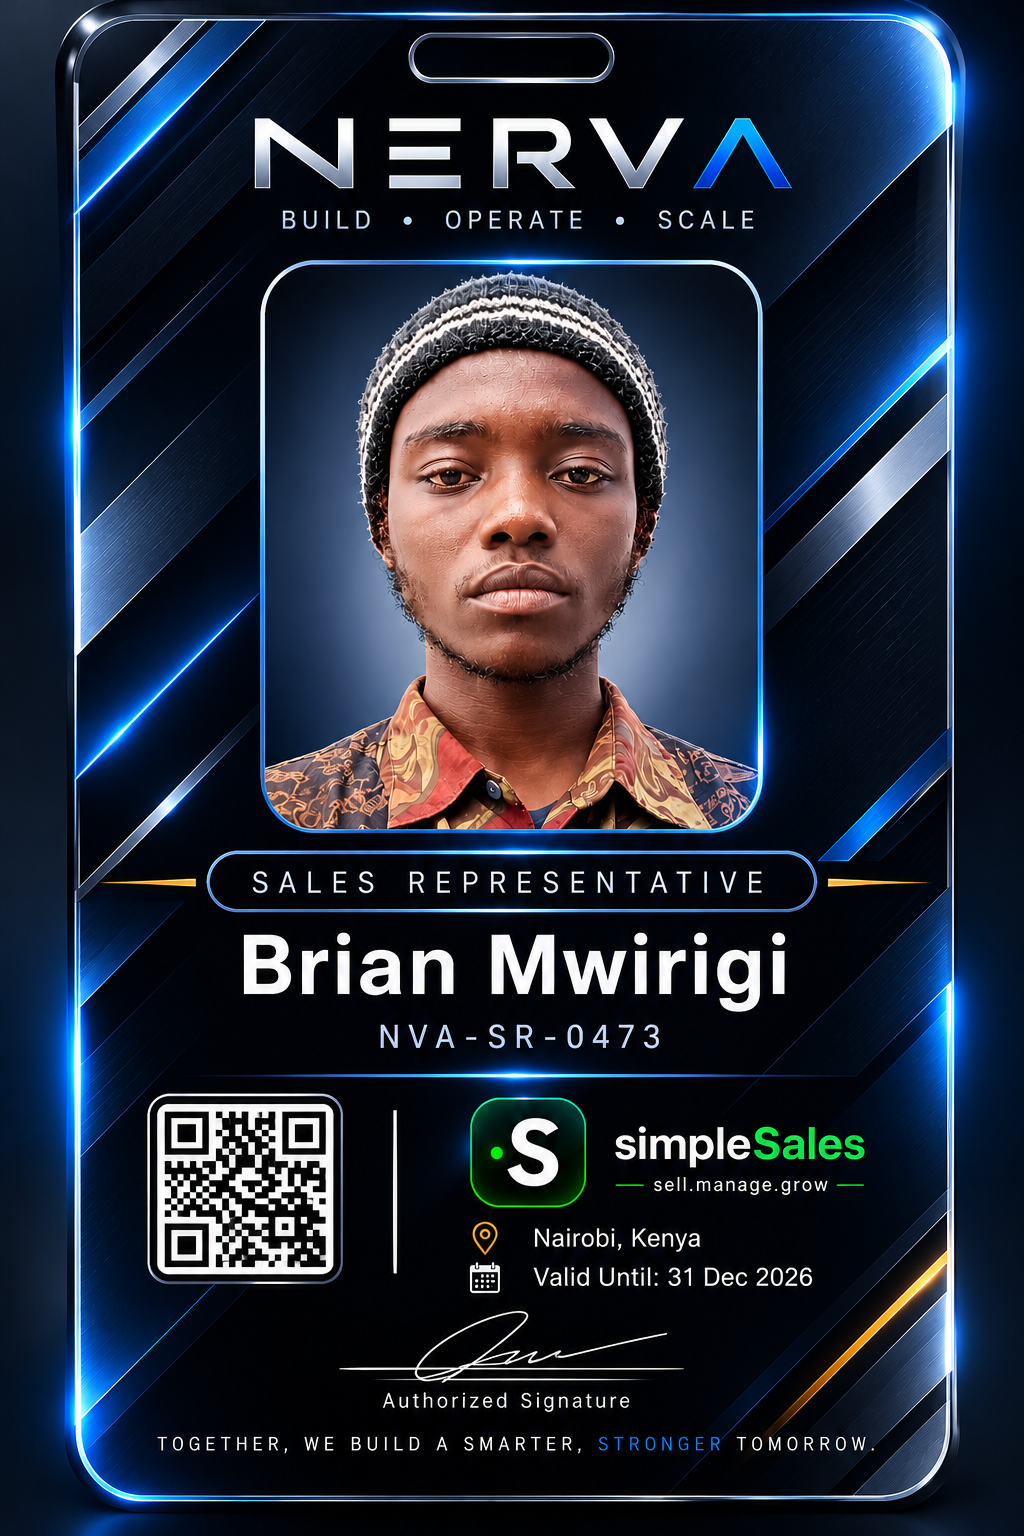 NERVA
BUILD • OPERATE • SCALE
SALES REPRESENTATIVE
Brian Mwirigi
NVA-SR-0473
S
simpleSales
sell.manage.grow
Nairobi, Kenya
Valid Until: 31 Dec 2026
Authorized Signature
TOGETHER, WE BUILD A SMARTER, STRONGER TOMORROW.